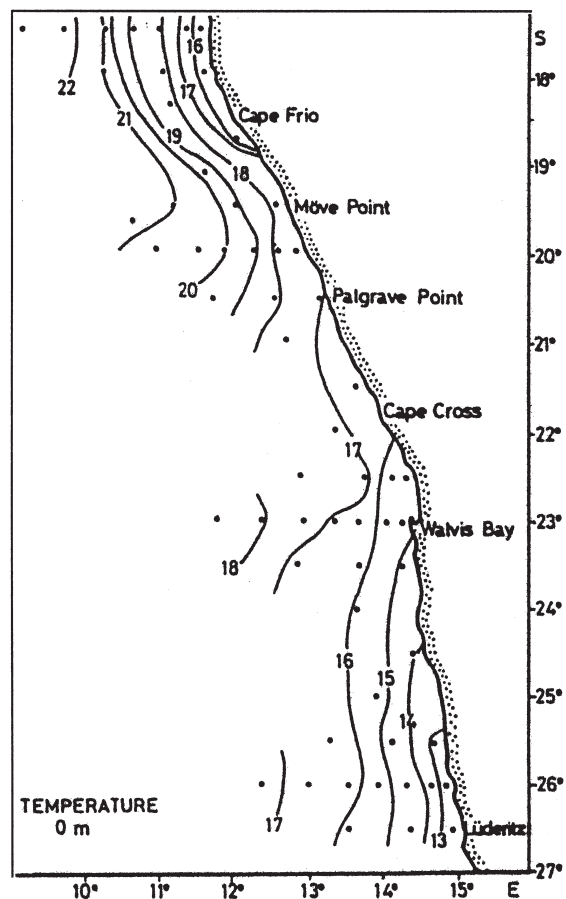 S
16
18°
22
17
21
Cape Frio
19
19°
18
Möve Point
20°
20
Palgrave Point
21°
Cape Cross
22°
17
23°
Walvis Bay
18
24°
16
15
25°
14
26°
TEMPERATURE
0 m
17
13
Lüderitz
27°
10° 11° 12° 13° 14° 15° E